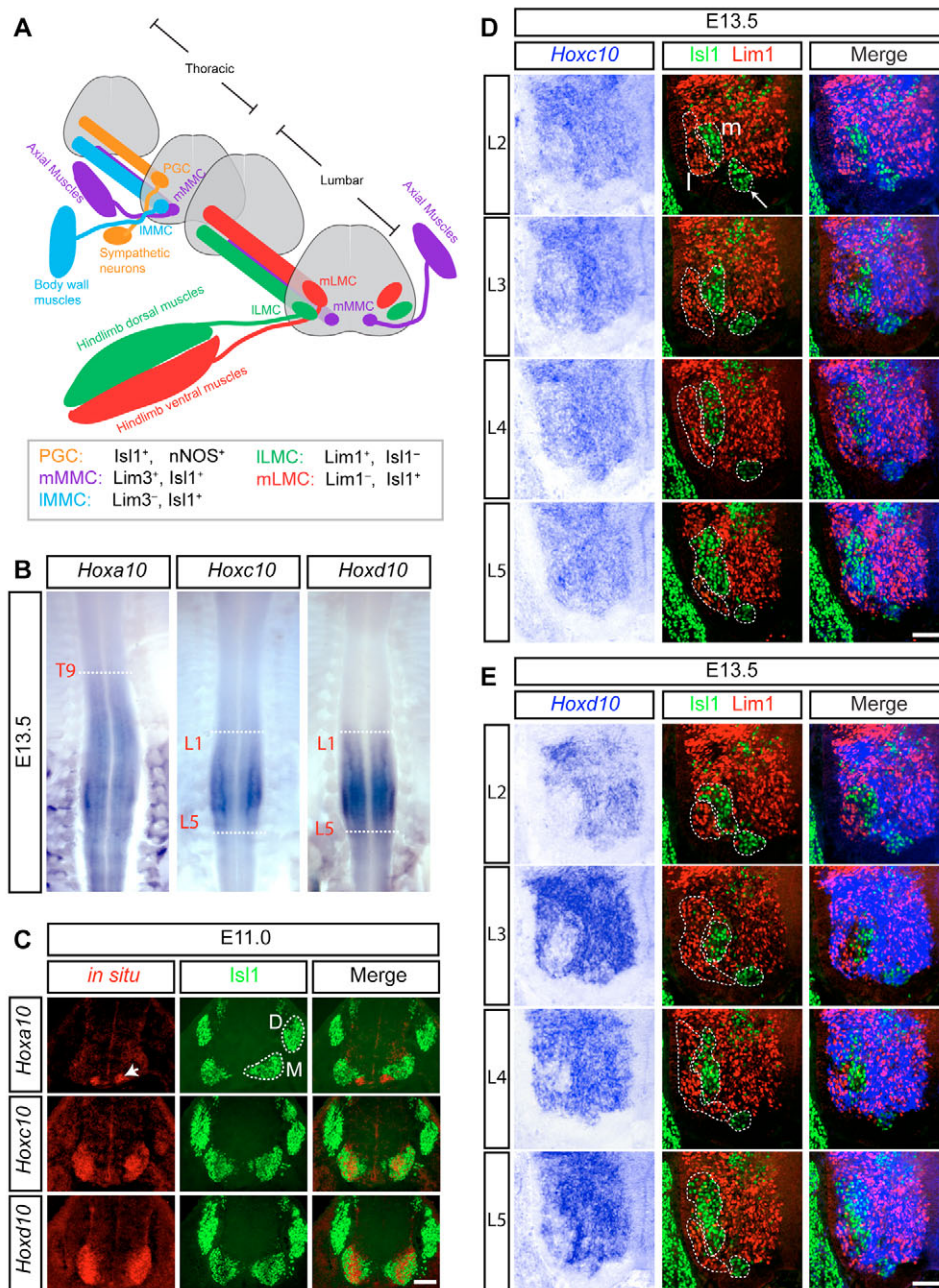 A
Thoracic
Lumbar
Axial Muscles
PGC
mMMC
lMMC
Sympathetic
neurons
Body wall
muscles
Axial Muscles
mLMC
lLMC
mMMC
Hindlimb dorsal muscles
Hindlimb ventral muscles
PGC: Isl1⁺, nNOS⁺ lLMC: Lim1⁺, Isl1⁻
mMMC: Lim3⁺, Isl1⁺ mLMC: Lim1⁻, Isl1⁺
lMMC: Lim3⁻, Isl1⁺
B
Hoxa10 Hoxc10 Hoxd10
E13.5
T9
L1
L5
L1
L5
C
E11.0
in situ Isl1 Merge
Hoxa10
D
M
Hoxc10
Hoxd10
D
E13.5
Hoxc10 Isl1 Lim1 Merge
L2
m
l
L3
L4
L5
E
E13.5
Hoxd10 Isl1 Lim1 Merge
L2
L3
L4
L5